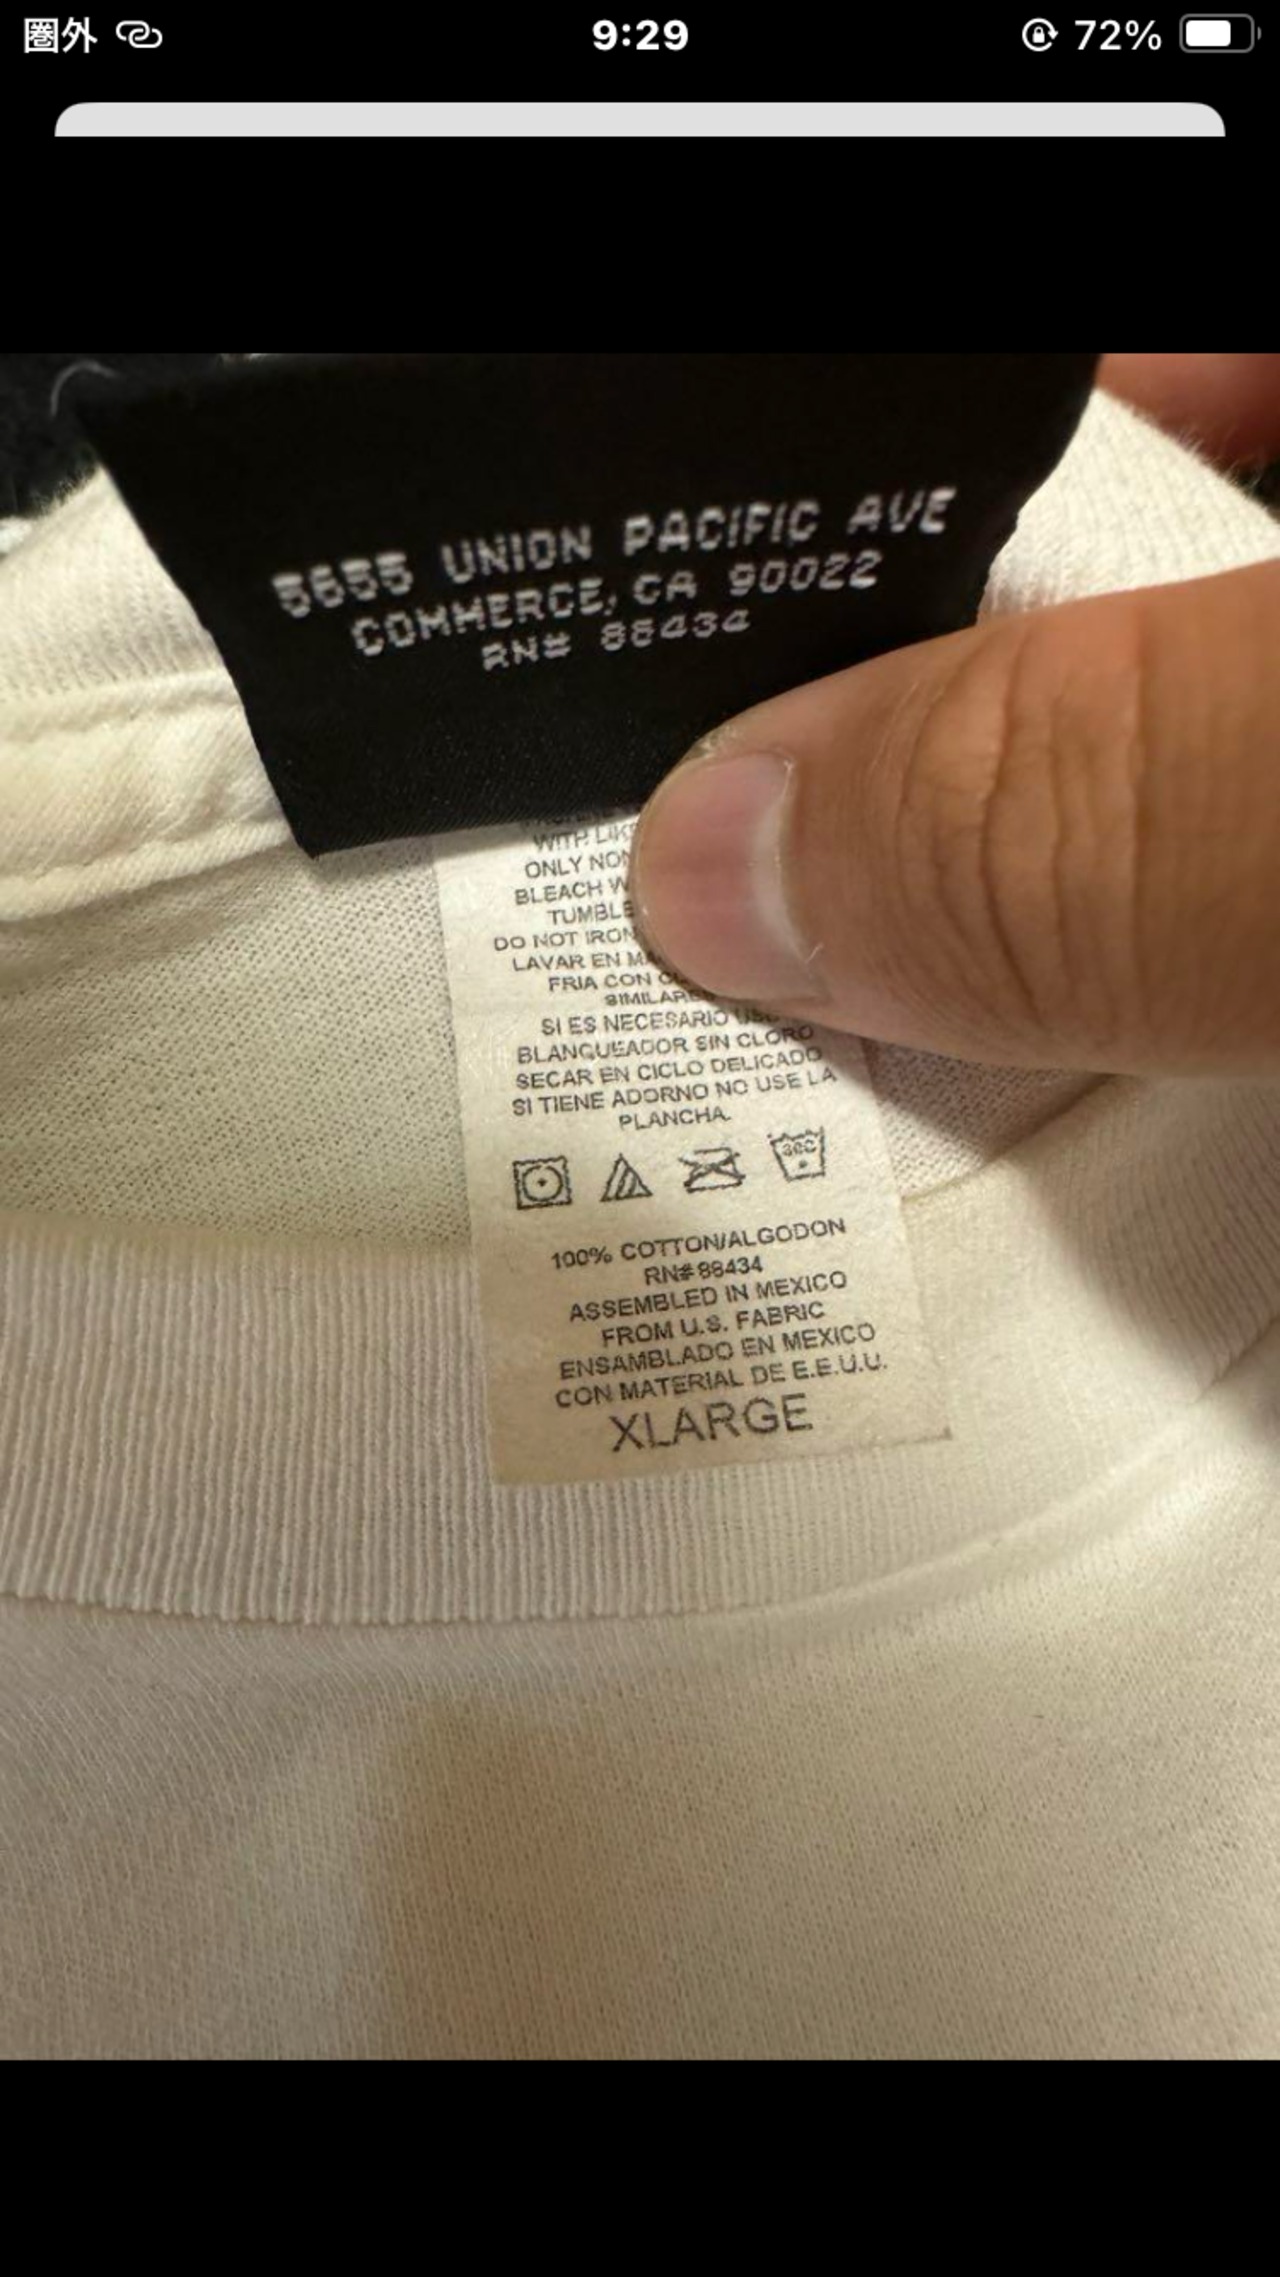 圏外
9:29
72%
5655 UNION PACIFIC AVE
COMMERCE, CA 90022
RN# 88434
WITH
ONLY
BLEACH
TUMBLE
DO NOT IRON
LAVAR EN
FRIA CON
SIMILARES
SI ES NECESARIO
BLANQUEADOR SIN CLORO
SECAR EN CICLO DELICADO
SI TIENE ADORNO NO USE LA
PLANCHA.
100% COTTON/ALGODON
RN# 88434
ASSEMBLED IN MEXICO
FROM U.S. FABRIC
ENSAMBLADO EN MEXICO
CON MATERIAL DE E.E.U.U.
XLARGE